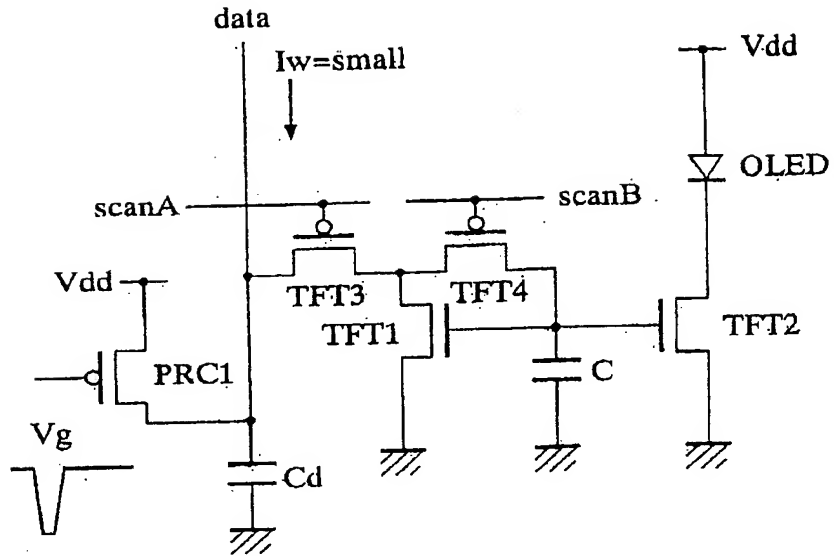 data
Iw=small
Vdd
OLED
scanA
scanB
Vdd
TFT3
TFT4
TFT1
TFT2
PRC1
C
Vg
Cd